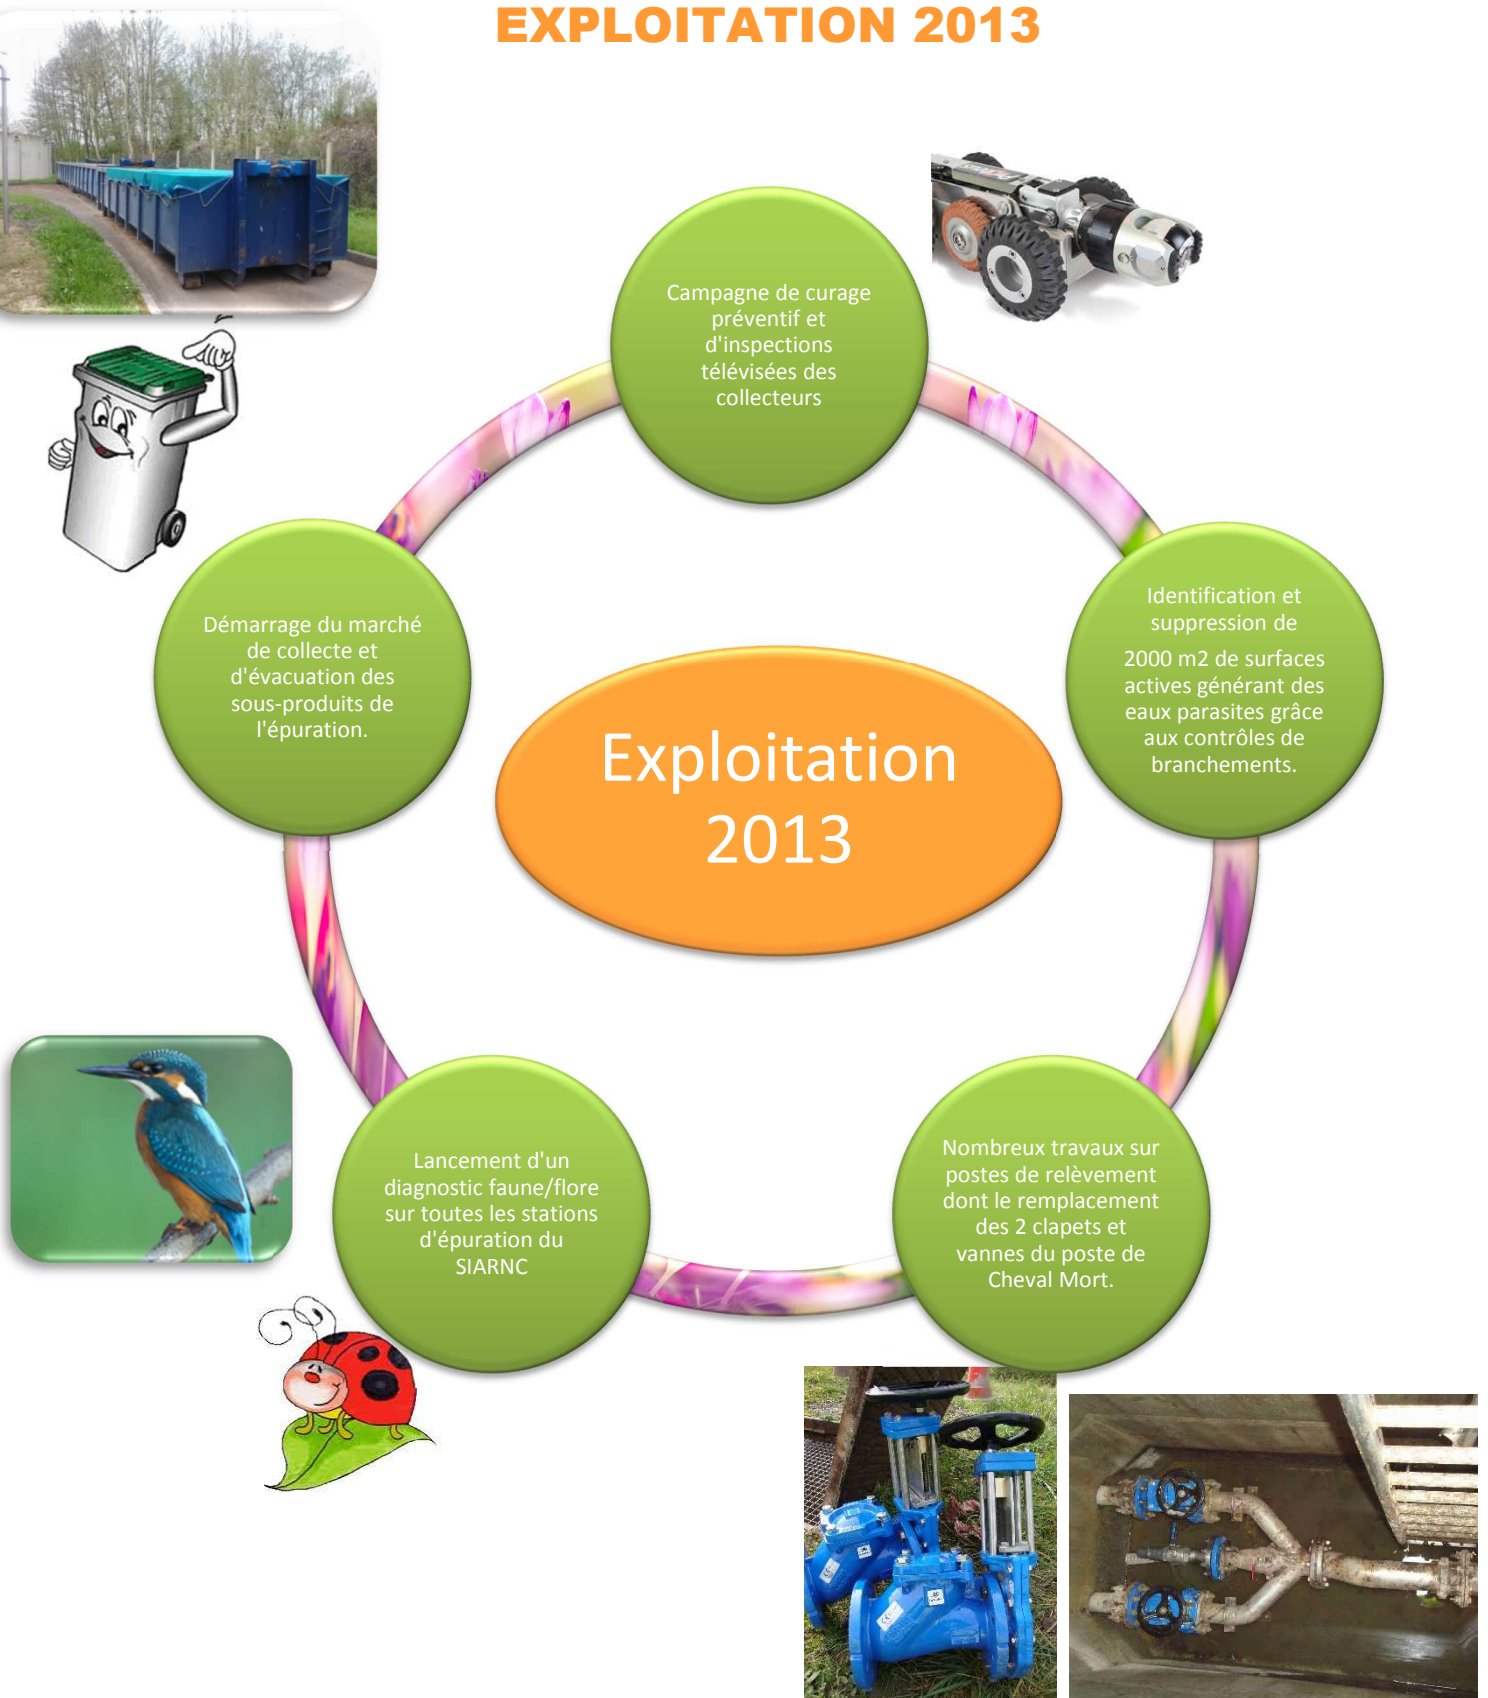 EXPLOITATION 2013
Campagne de curage
préventif et
d'inspections
télévisées des
collecteurs
Identification et
suppression de
2000 m2 de surfaces
actives générant des
eaux parasites grâce
aux contrôles de
branchements.
Nombreux travaux sur
postes de relèvement
dont le remplacement
des 2 clapets et
vannes du poste de
Cheval Mort.
Lancement d'un
diagnostic faune/flore
sur toutes les stations
d'épuration du
SIARNC
Démarrage du marché
de collecte et
d'évacuation des
sous-produits de
l'épuration.
Exploitation
2013